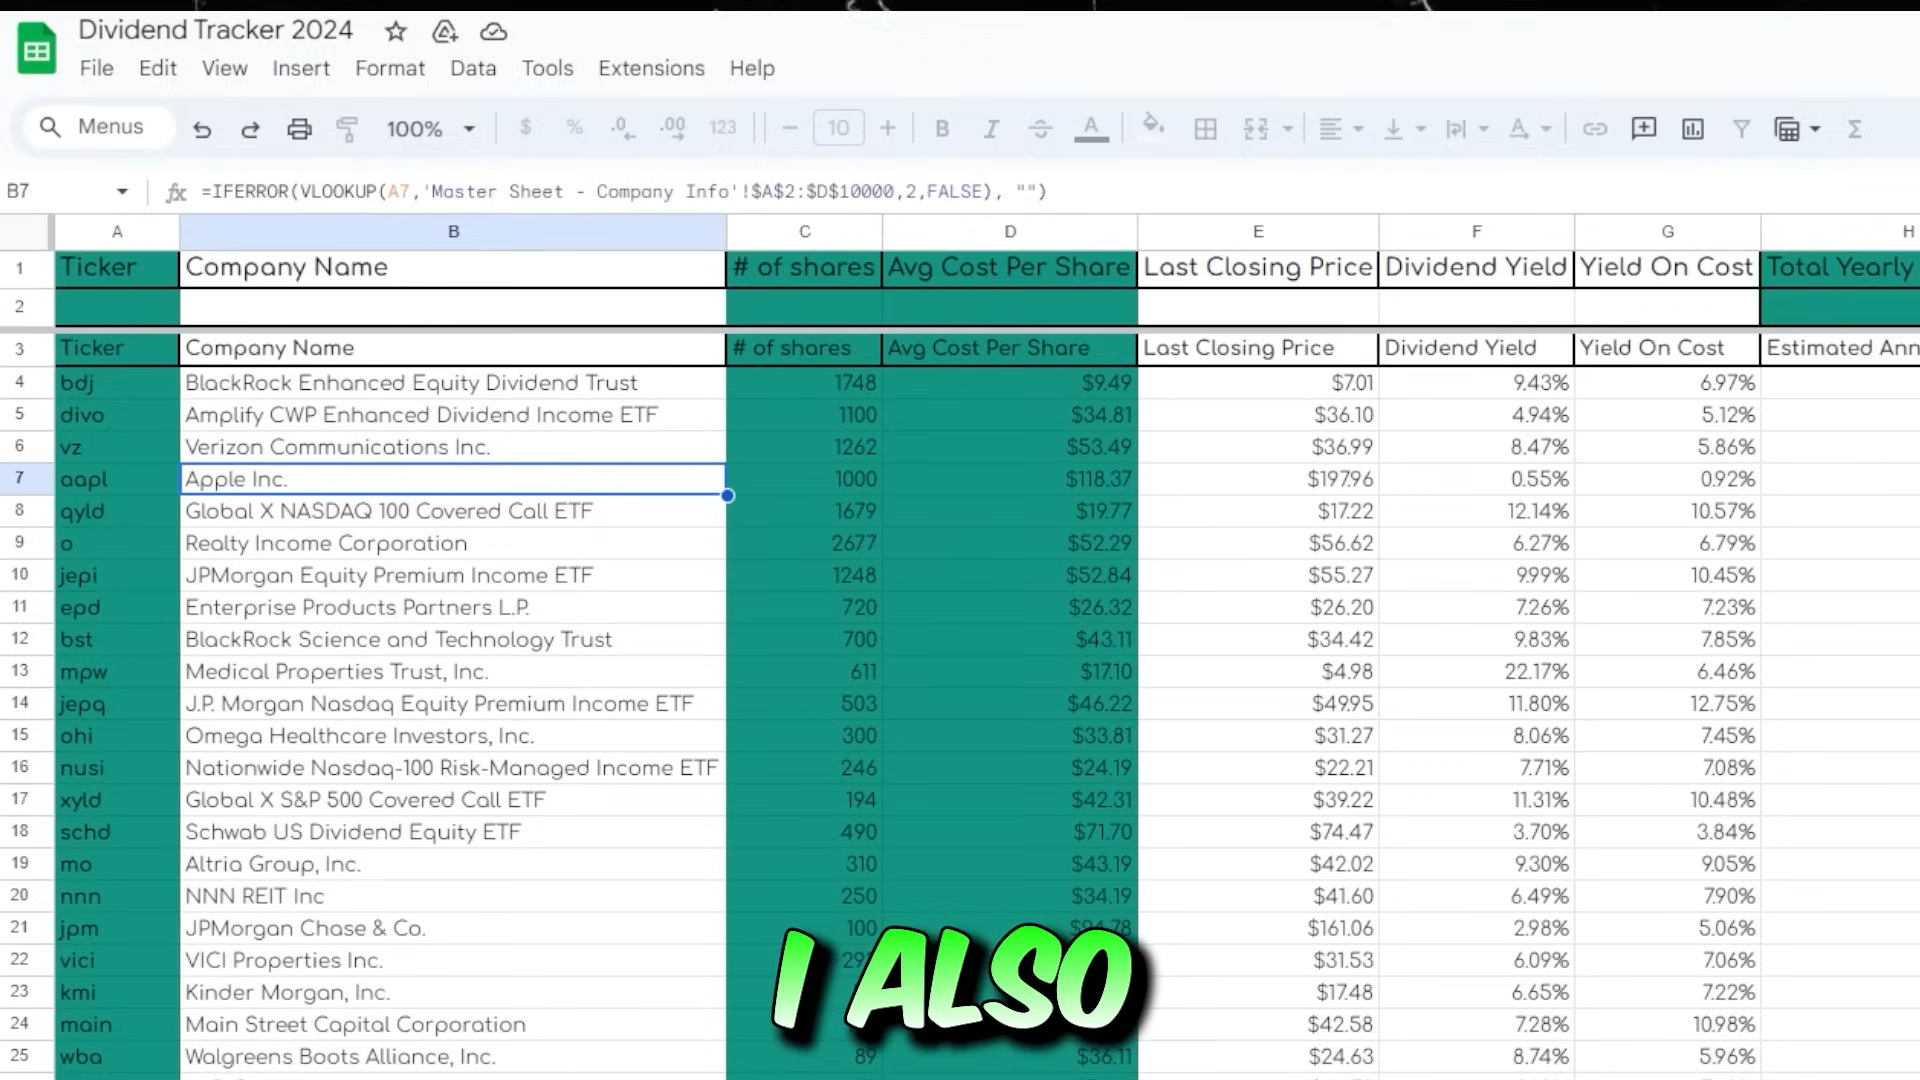 Dividend Tracker 2024
File Edit View Insert Format Data Tools Extensions Help
Menus 100% $ % .0 .00 123 10 B I A
B7 fx =IFERROR(VLOOKUP(A7,'Master Sheet - Company Info'!$A$2:$D$10000,2,FALSE), "")
A B C D E F G H
1 Ticker Company Name # of shares Avg Cost Per Share Last Closing Price Dividend Yield Yield On Cost Total Yearly
2
3 Ticker Company Name # of shares Avg Cost Per Share Last Closing Price Dividend Yield Yield On Cost Estimated Ann
4 bdj BlackRock Enhanced Equity Dividend Trust 1748 $9.49 $7.01 9.43% 6.97%
5 divo Amplify CWP Enhanced Dividend Income ETF 1100 $34.81 $36.10 4.94% 5.12%
6 vz Verizon Communications Inc. 1262 $53.49 $36.99 8.47% 5.86%
7 aapl Apple Inc. 1000 $118.37 $197.96 0.55% 0.92%
8 qyld Global X NASDAQ 100 Covered Call ETF 1679 $19.77 $17.22 12.14% 10.57%
9 o Realty Income Corporation 2677 $52.29 $56.62 6.27% 6.79%
10 jepi JPMorgan Equity Premium Income ETF 1248 $52.84 $55.27 9.99% 10.45%
11 epd Enterprise Products Partners L.P. 720 $26.32 $26.20 7.26% 7.23%
12 bst BlackRock Science and Technology Trust 700 $43.11 $34.42 9.83% 7.85%
13 mpw Medical Properties Trust, Inc. 611 $17.10 $4.98 22.17% 6.46%
14 jepq J.P. Morgan Nasdaq Equity Premium Income ETF 503 $46.22 $49.95 11.80% 12.75%
15 ohi Omega Healthcare Investors, Inc. 300 $33.81 $31.27 8.06% 7.45%
16 nusi Nationwide Nasdaq-100 Risk-Managed Income ETF 246 $24.19 $22.21 7.71% 7.08%
17 xyld Global X S&P 500 Covered Call ETF 194 $42.31 $39.22 11.31% 10.48%
18 schd Schwab US Dividend Equity ETF 490 $71.70 $74.47 3.70% 3.84%
19 mo Altria Group, Inc. 310 $43.19 $42.02 9.30% 9.05%
20 nnn NNN REIT Inc 250 $34.19 $41.60 6.49% 7.90%
21 jpm JPMorgan Chase & Co. 100 $161.06 2.98% 5.06%
22 vici VICI Properties Inc. $31.53 6.09% 7.06%
23 kmi Kinder Morgan, Inc. $17.48 6.65% 7.22%
24 main Main Street Capital Corporation $42.58 7.28% 10.98%
25 wba Walgreens Boots Alliance, Inc. 89 $36.11 $24.63 8.74% 5.96%
I ALSO